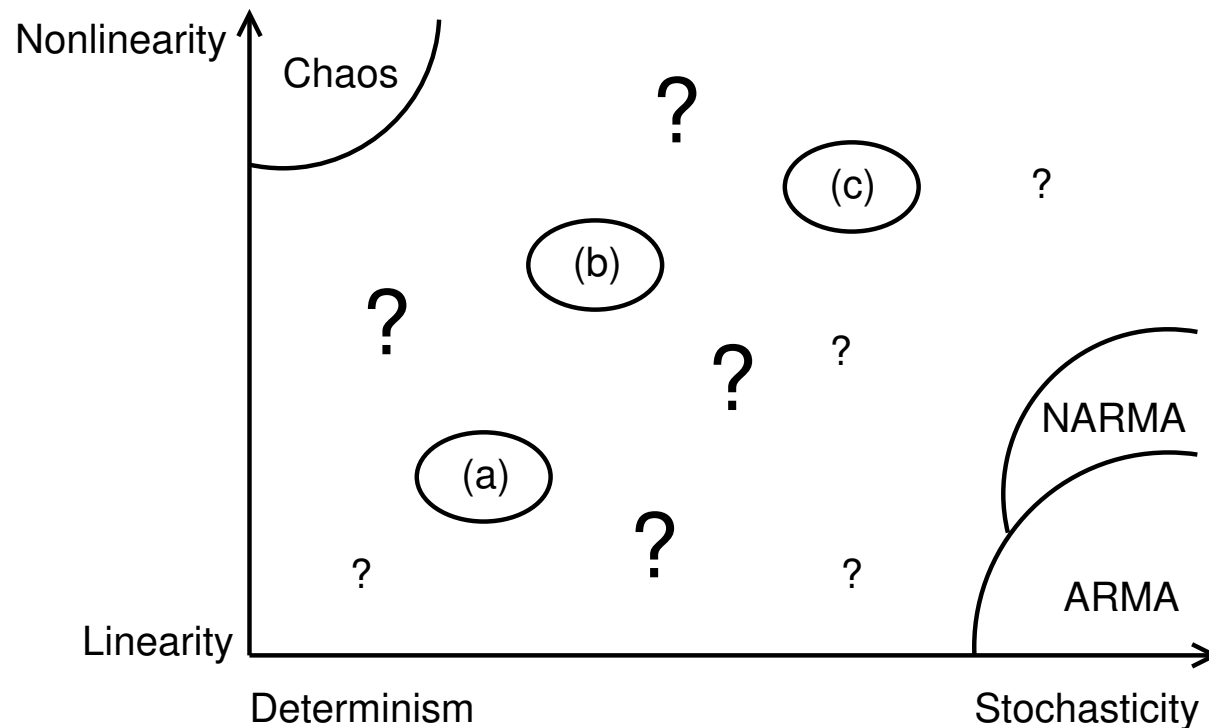 Nonlinearity
Chaos
?
(c)
?
(b)
?
?
?
NARMA
(a)
?
?
?
ARMA
Linearity
Determinism
Stochasticity